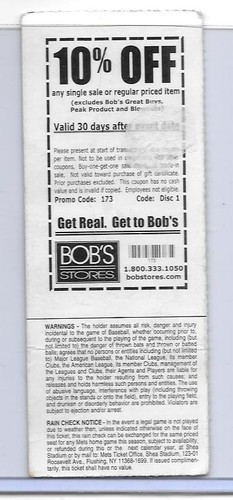 10% OFF
any single sale or regular priced item
(excludes Bob's Great Buys,
Peak Product and
Valid 30 days after event date
Please present at start of
per item. Not to be used in other
coupons. Buy-one-get-one
sale. Not valid toward purchase of gift certificate.
Prior purchases excluded. This coupon has no cash
value and is invalid if copied. Employees not eligible.
Promo Code: 173 Code: Disc 1
Get Real. Get to Bob's
BOB'S
STORES
173
1.800.333.1050
bobstores.com
WARNING - The holder assumes all risk, danger and injury
incidental to the game of Baseball, whether occuring prior to,
during or subsequent to the playing of the game, including (but
not limited to) the danger of thrown bats and thrown or batted
balls; agrees that no persons or entities including (but not limited
to) Major League Baseball, the National League, its member
Clubs, the American League, its member Clubs, management of
the Leagues and Clubs, their Agents and Players are liable for
any injuries to the holder resulting from such causes; and
releases and holds harmless such persons and entities. The use
of abusive language, interference with play (including throwing
objects in the stands or onto the field), entry to the playing field,
and drunken or disorderly behavior are prohibited. Violators are
subject to ejection and/or arrest.
RAIN CHECK NOTICE - In the event a legal game is not played
due to weather then, unless indicated otherwise on the face of
this ticket, this rain check can be exchanged for the same priced
seat for any Mets home game this season, subject to availability,
or refunded during this or the next calendar year, at Shea
Stadium or by mail to: Mets Ticket Office, Shea Stadium, 123-01
Roosevelt Ave., Flushing, NY 11368-1699. If issued complimen-
tarily, this ticket shall have no value.